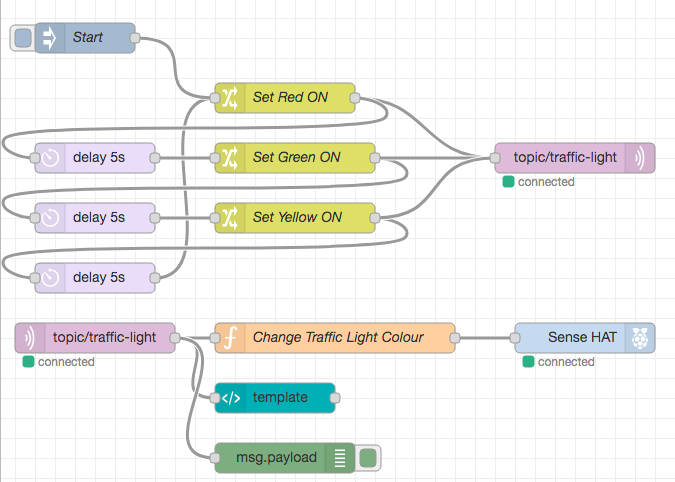 Start
Set Red ON
delay 5s
Set Green ON
topic/traffic-light
connected
delay 5s
Set Yellow ON
delay 5s
topic/traffic-light
Change Traffic Light Colour
Sense HAT
connected
connected
</> template
msg.payload